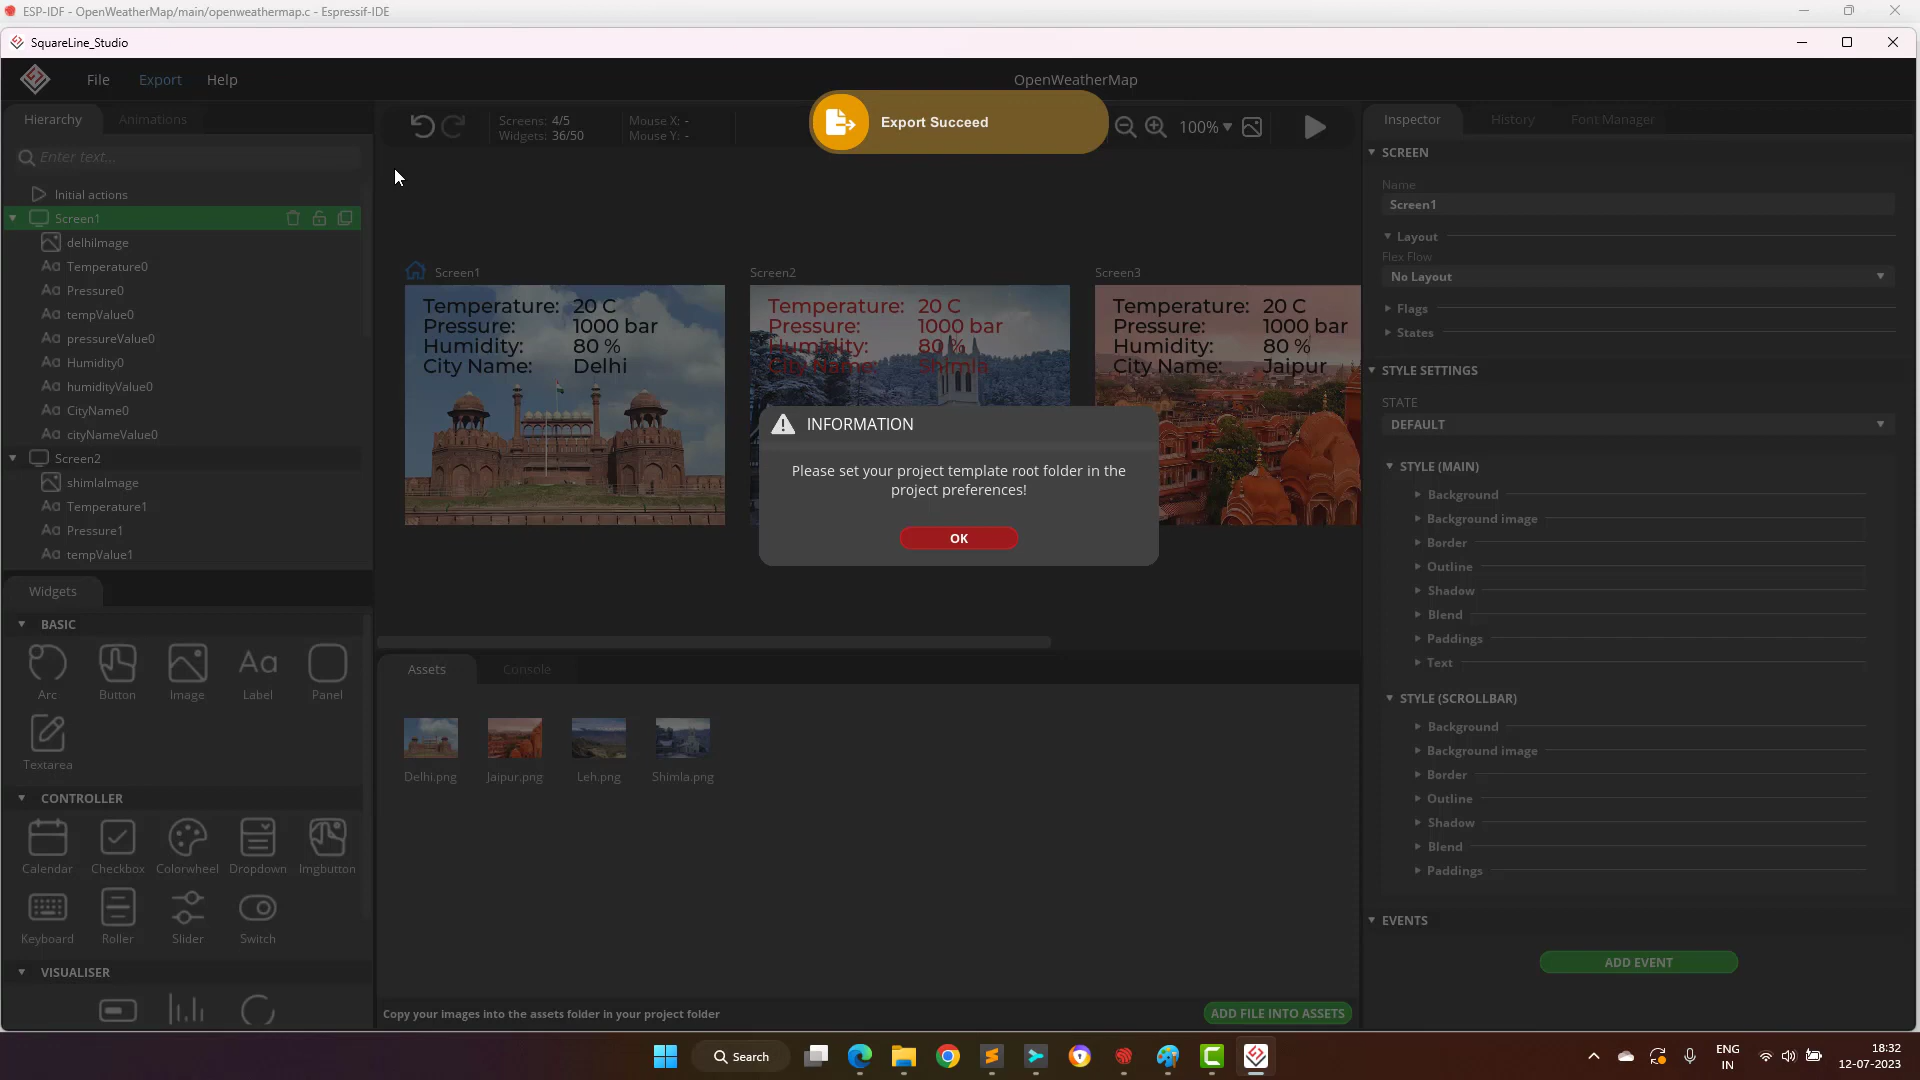 ESP-IDF - OpenWeatherMap/main/openweathermap.c - Espressif-IDE
SquareLine_Studio
File
Export
Help
OpenWeatherMap
Hierarchy
Animations
Screens: 4/5
Widgets: 36/50
Mouse X: -
Mouse Y: -
Export Succeed
100%
Inspector
History
Font Manager
Enter text...
Initial actions
Screen1
delhiImage
Temperature0
Pressure0
tempValue0
pressureValue0
Humidity0
humidityValue0
CityName0
cityNameValue0
Screen2
shimlaImage
Temperature1
Pressure1
tempValue1
Screen1
Temperature: 20 C
Pressure: 1000 bar
Humidity: 80 %
City Name: Delhi
Screen2
Temperature: 20 C
Pressure: 1000 bar
Humidity: 80 %
City Name: Shimla
Screen3
Temperature: 20 C
Pressure: 1000 bar
Humidity: 80 %
City Name: Jaipur
INFORMATION
Please set your project template root folder in the
project preferences!
OK
Widgets
BASIC
Arc
Button
Image
Label
Panel
Textarea
CONTROLLER
Calendar
Checkbox
Colorwheel
Dropdown
Imgbutton
Keyboard
Roller
Slider
Switch
VISUALISER
Assets
Console
Delhi.png
Jaipur.png
Leh.png
Shimla.png
Copy your images into the assets folder in your project folder
ADD FILE INTO ASSETS
SCREEN
Name
Screen1
Layout
Flex Flow
No Layout
Flags
States
STYLE SETTINGS
STATE
DEFAULT
STYLE (MAIN)
Background
Background image
Border
Outline
Shadow
Blend
Paddings
Text
STYLE (SCROLLBAR)
Background
Background image
Border
Outline
Shadow
Blend
Paddings
EVENTS
ADD EVENT
Search
ENG
IN
18:32
12-07-2023